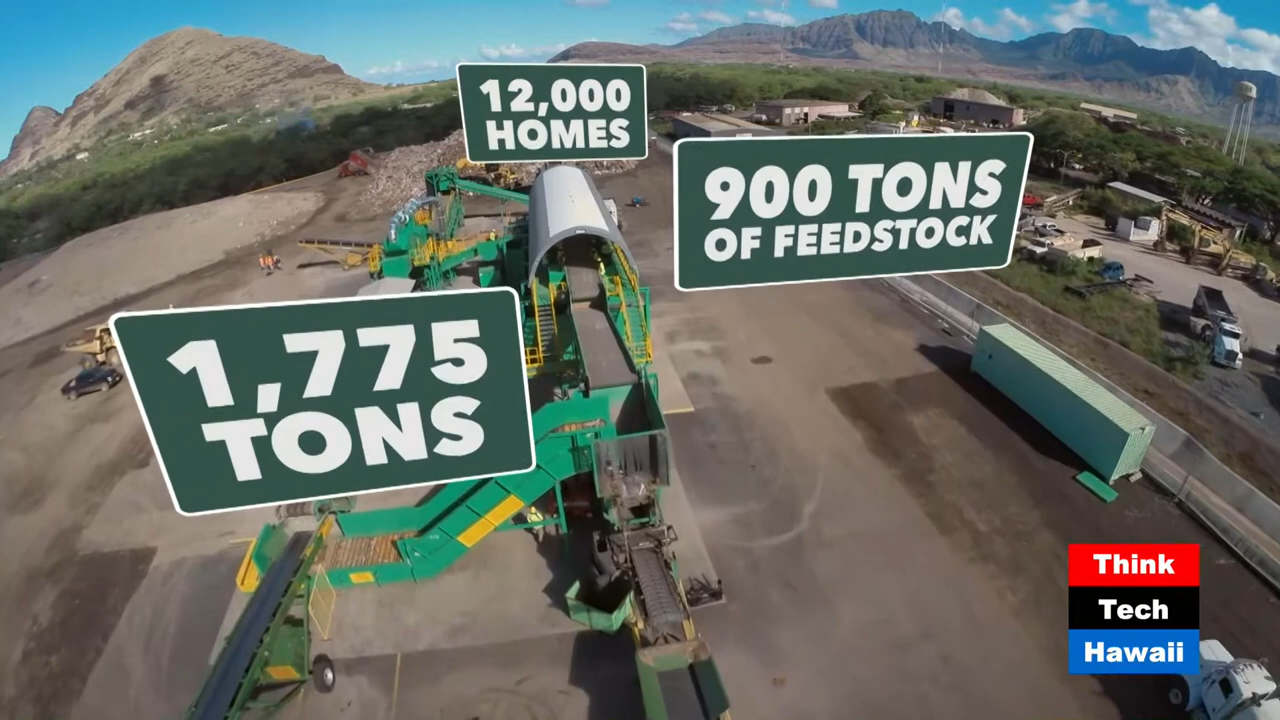 12,000
HOMES
900 TONS
OF FEEDSTOCK
1,775
TONS
Think
Tech
Hawaii